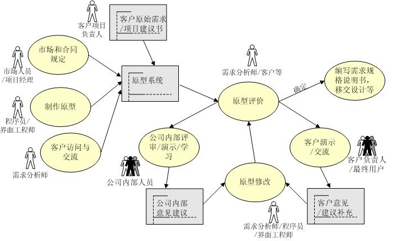 客户项目
负责人
客户原始需求
/项目建议书
市场和合同
规定
市场人员
/项目经理
原型系统
需求分析师/客户等
确定
编写需求规
格说明书，
移交设计等
制作原型
原型评价
程序员/
界面工程师
客户访问与
交流
需求分析师
公司内部评
审/演示/学
习
客户演示
/交流
客户负责人
/最终用户
公司内部人员
原型修改
公司内部
意见建议
客户意见
/建议补充
需求分析师/程序员
/界面工程师